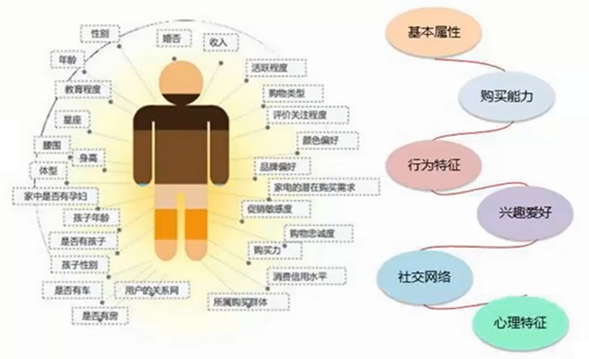 性别
婚否
收入
年龄
活跃程度
教育程度
购物类型
星座
评价关注程度
腰围
身高
颜色偏好
体型
品牌偏好
家中是否有孕妇
家电的潜在购买需求
孩子年龄
促销敏感度
是否有孩子
购物忠诚度
孩子性别
购买力
是否有车
用户的关系网
消费信用水平
是否有房
所属购买群体
基本属性
购买能力
行为特征
兴趣爱好
社交网络
心理特征